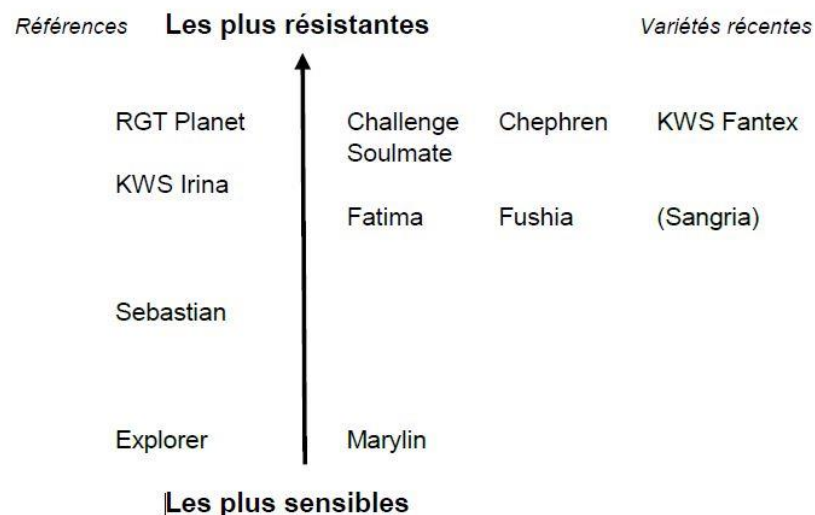 Références Les plus résistantes Variétés récentes
RGT Planet Challenge Chephren KWS Fantex
Soulmate
KWS Irina
Fatima Fushia (Sangria)
Sebastian
Explorer Marylin
Les plus sensibles